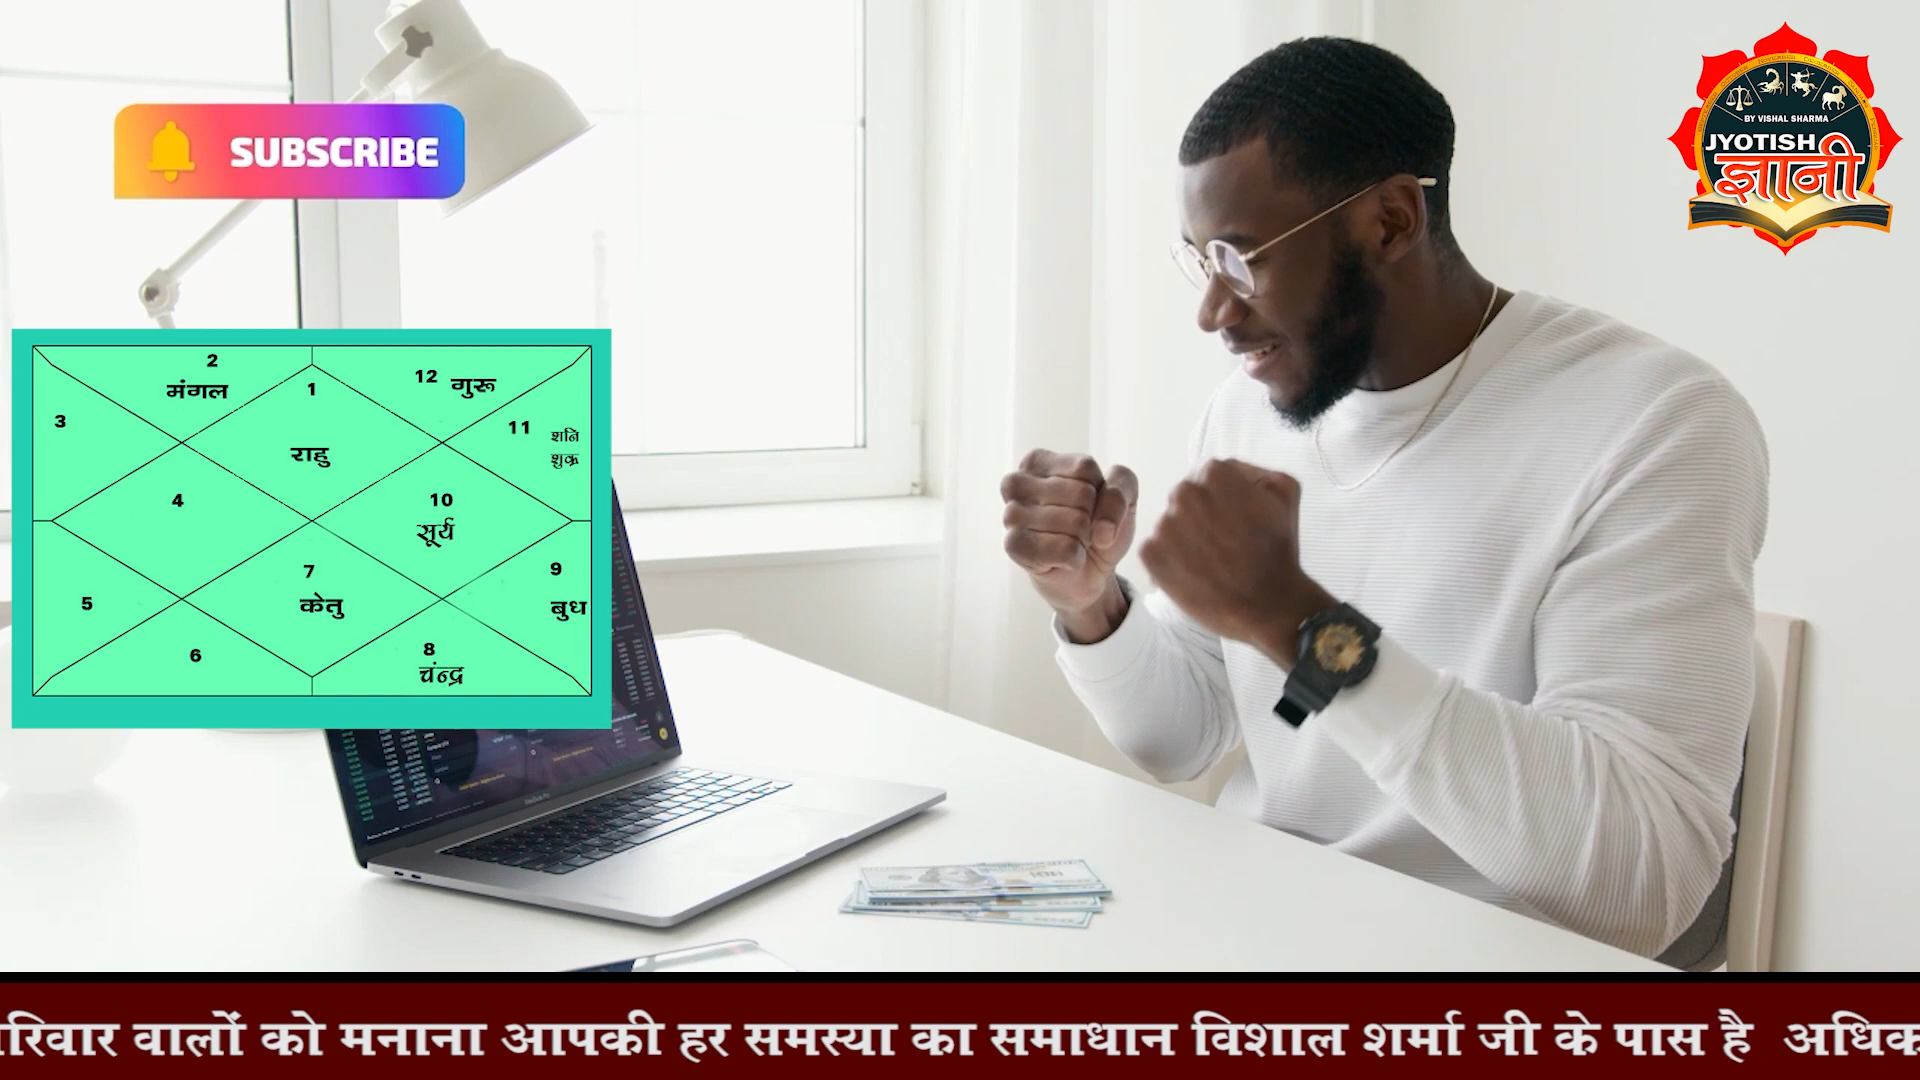 SUBSCRIBE
BY VISHAL SHARMA
JYOTISH
ज्ञानी
2
मंगल
1
12 गुरू
3
11 शनि
शुक्र
राहु
4
10
सूर्य
7
केतु
9
बुध
5
6
8
चंन्द्र
रिवार वालों को मनाना आपकी हर समस्या का समाधान विशाल शर्मा जी के पास है अधिक